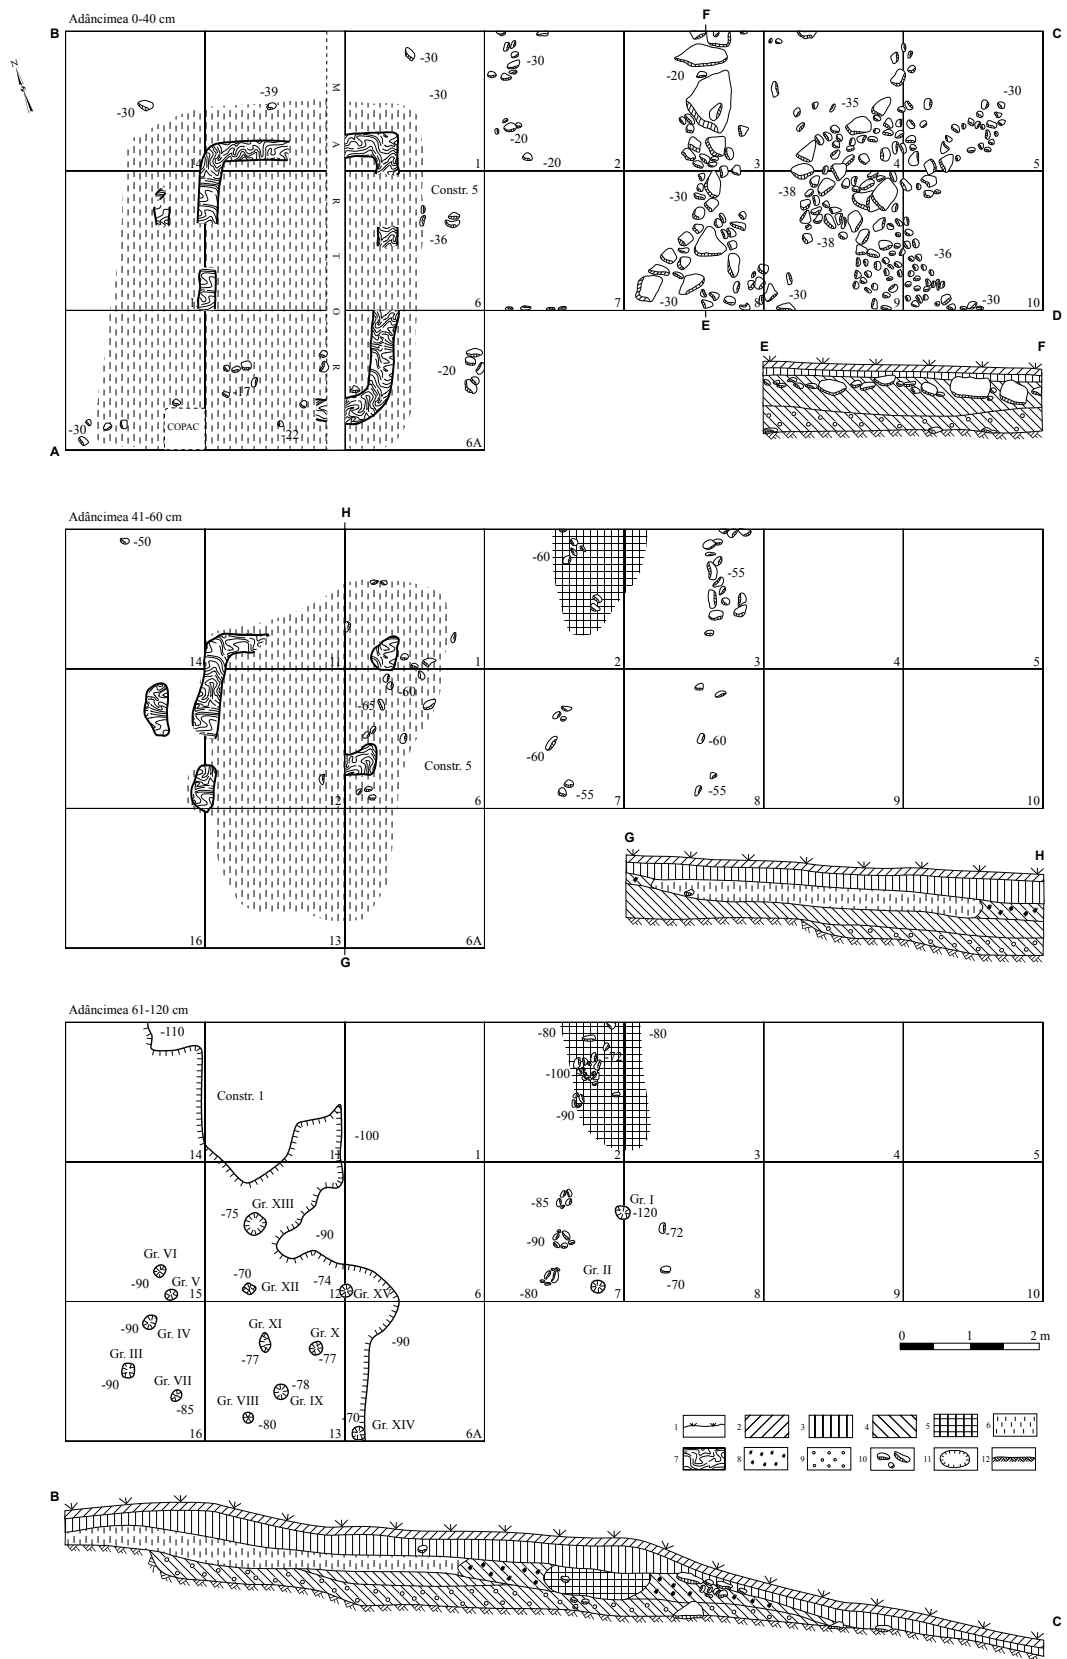 Adâncimea 0-40 cm
B F C
N
-30 -39 -30 -30 -30 -20 -20 -20 -20 -35 -30
MARTOR
14 11 1 2 3 4 5
Constr. 5
-36 -30 -38 -38 -36 -30 -30 -30
15 6 7 8 9 10
E D
-17 -20
-30 COPAC -22
A 6A
E F
Adâncimea 41-60 cm
H
-50 -60 -55
14 11 1 2 3 4 5
-60
-65 -60
-60
Constr. 5
-55 -55
12 6 7 8 9 10
G H
16 13 6A
G
Adâncimea 61-120 cm
-110 -80 -80
-72
-100
Constr. 1
-90
-100
14 11 1 2 3 4 5
Gr. XIII -85 Gr. I
-75 -120
-90 -90 -72
Gr. VI
-90 Gr. V -70 Gr. XII -74 Gr. XV -80 Gr. II -70
15 12 6 7 8 9 10
-90 Gr. IV Gr. XI Gr. X -90
Gr. III -77 -77
-90 Gr. VII -78
-85 Gr. VIII Gr. IX
-80 -70 Gr. XIV
16 13 6A
0 1 2 m
1 2 3 4 5 6
7 8 9 10 11 12
B
C